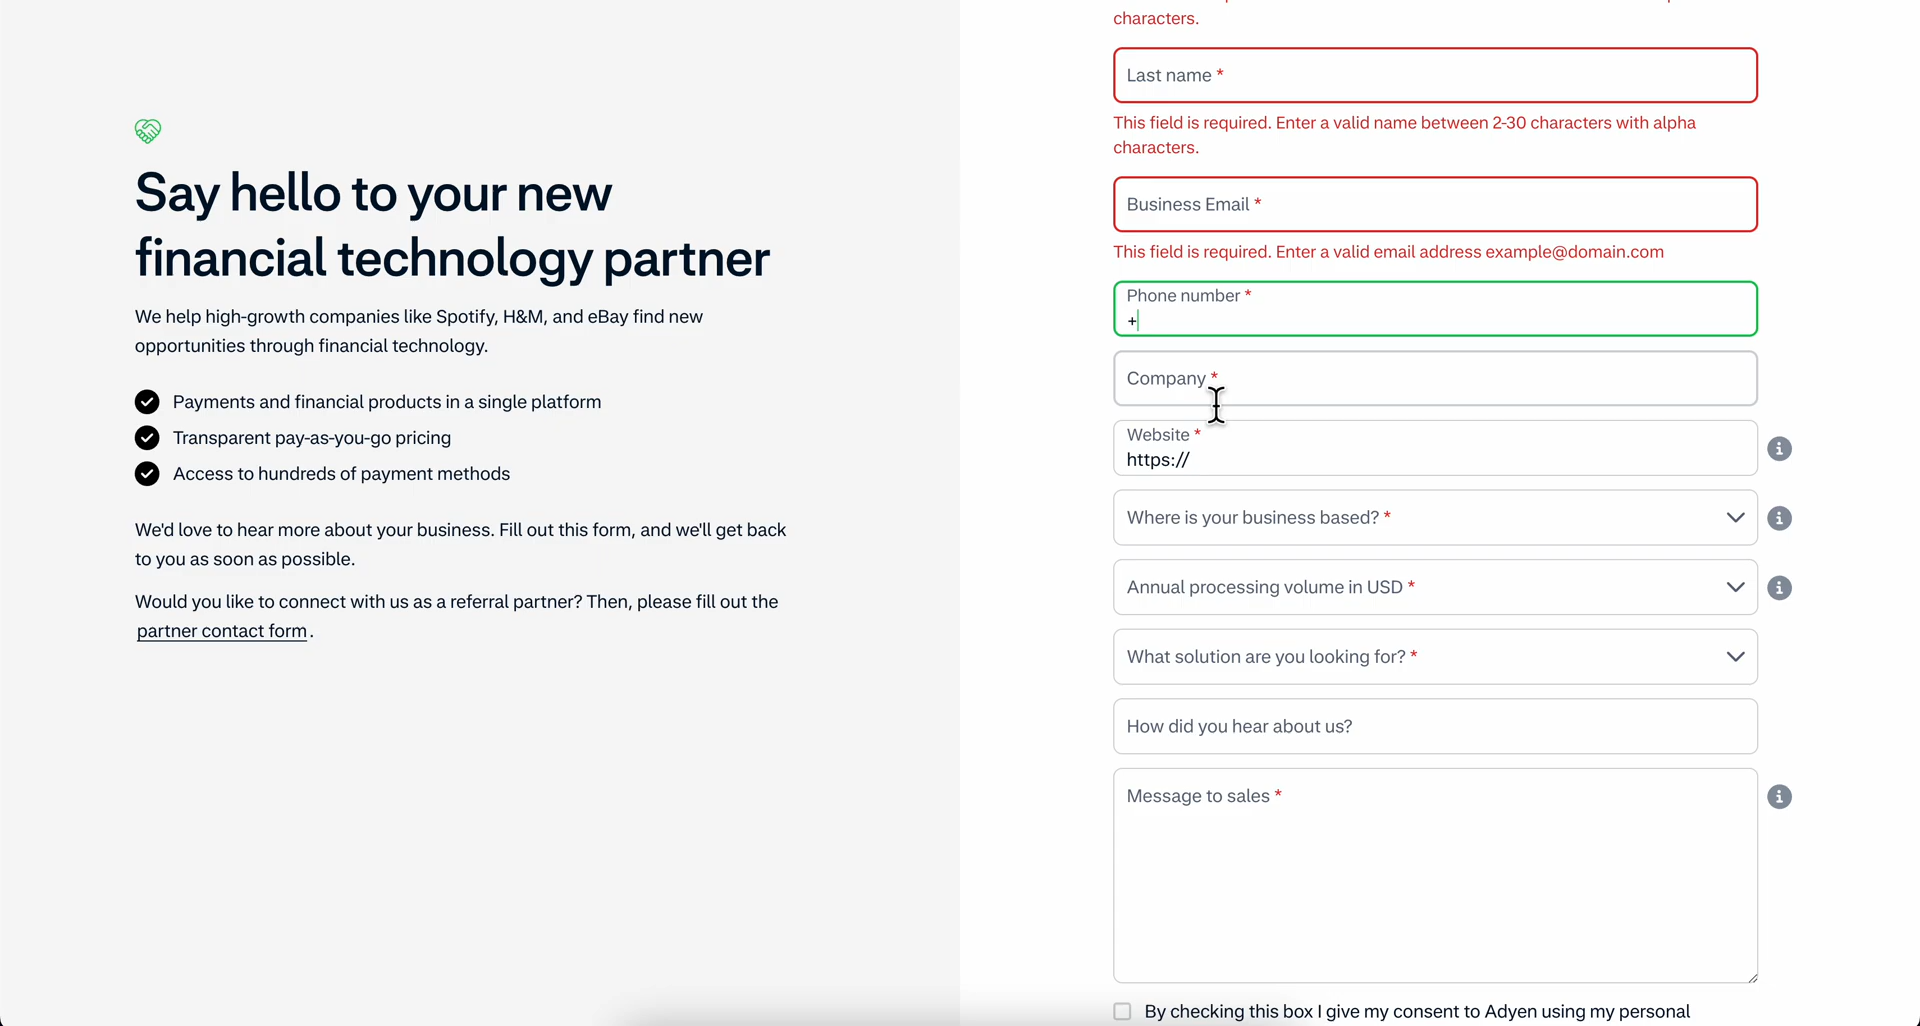 Say hello to your new
financial technology partner
We help high-growth companies like Spotify, H&M, and eBay find new
opportunities through financial technology.
Payments and financial products in a single platform
Transparent pay-as-you-go pricing
Access to hundreds of payment methods
We'd love to hear more about your business. Fill out this form, and we'll get back
to you as soon as possible.
Would you like to connect with us as a referral partner? Then, please fill out the
partner contact form.
characters.
Last name *
This field is required. Enter a valid name between 2-30 characters with alpha
characters.
Business Email *
This field is required. Enter a valid email address example@domain.com
Phone number *
+
Company *
Website *
https://
Where is your business based? *
Annual processing volume in USD *
What solution are you looking for? *
How did you hear about us?
Message to sales *
By checking this box I give my consent to Adyen using my personal